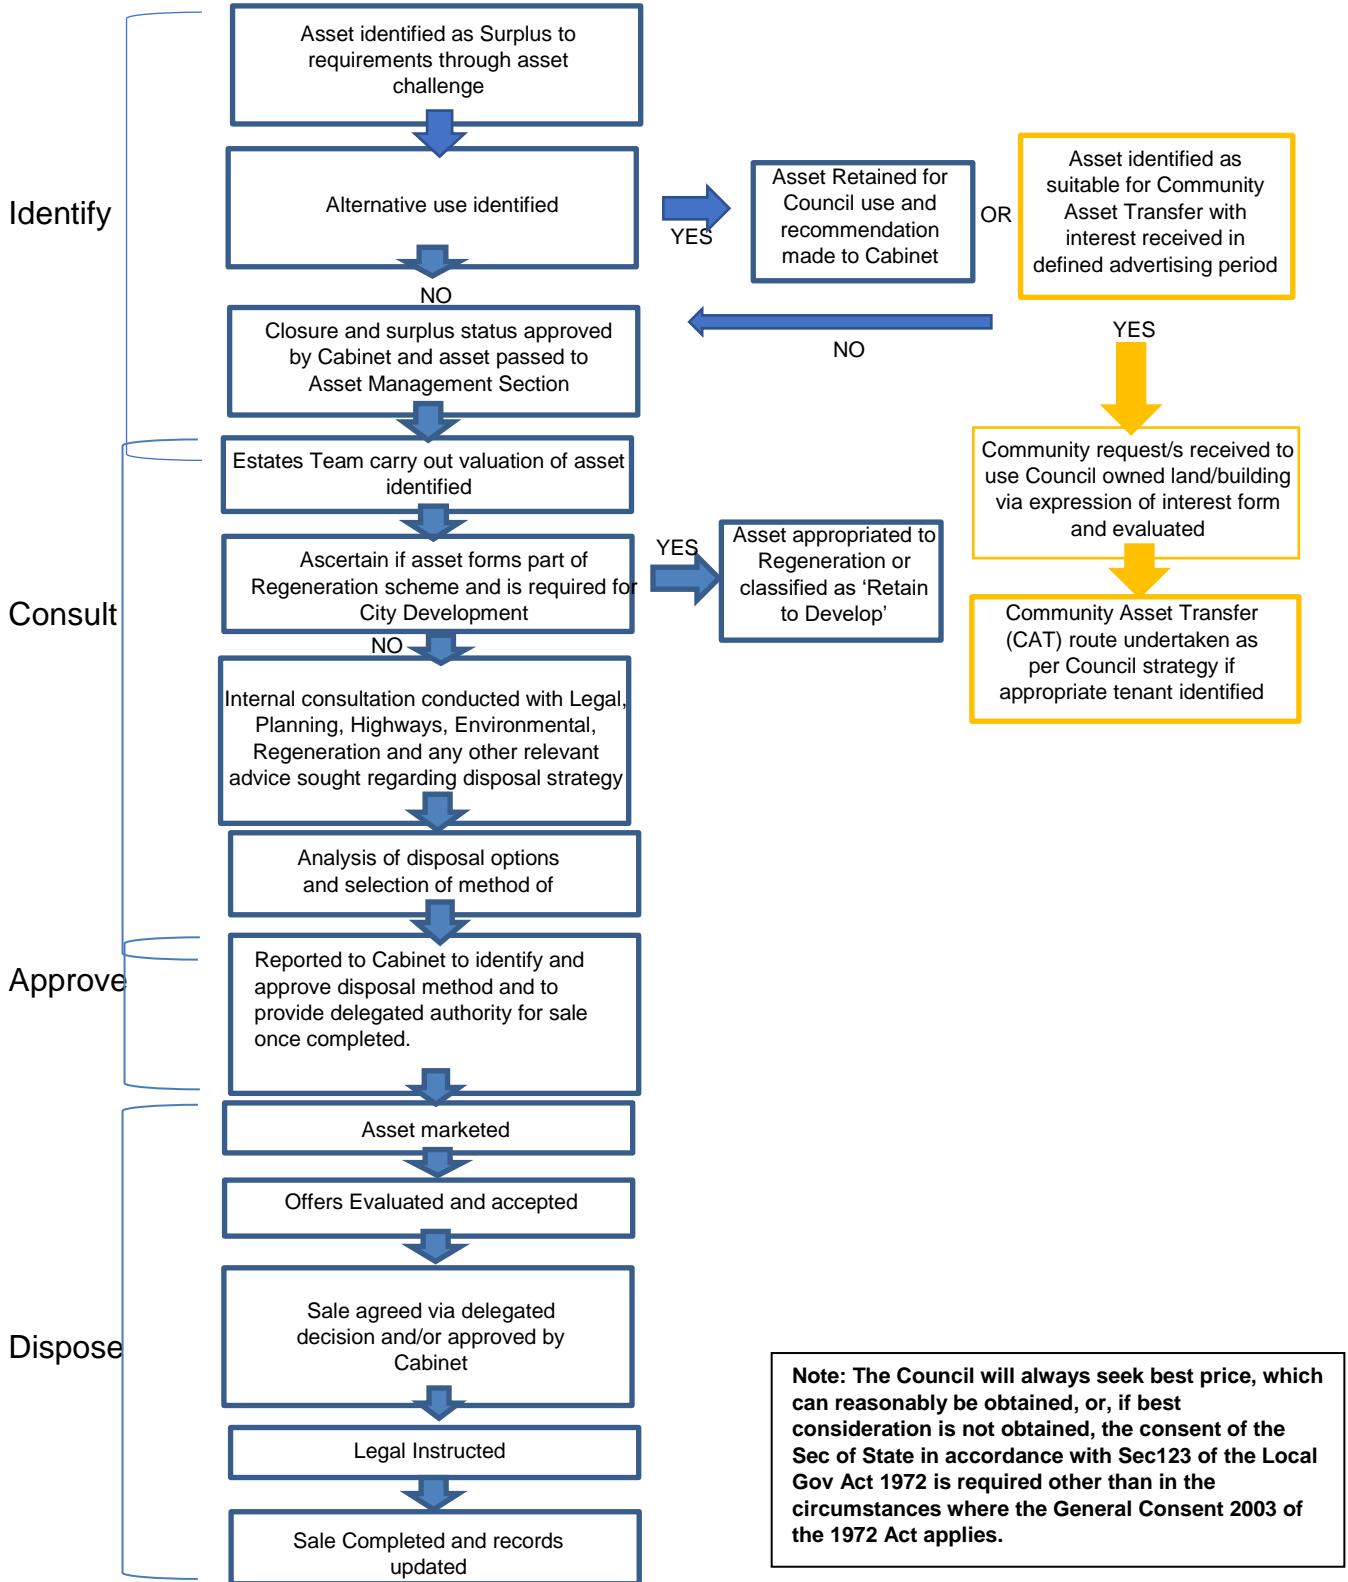 Asset identified as Surplus to
requirements through asset
challenge
Identify
Alternative use identified
YES
Asset Retained for
Council use and
recommendation
made to Cabinet
OR
Asset identified as
suitable for Community
Asset Transfer with
interest received in
defined advertising period
NO
Closure and surplus status approved
by Cabinet and asset passed to
Asset Management Section
NO
YES
Community request/s received to
use Council owned land/building
via expression of interest form
and evaluated
Community Asset Transfer
(CAT) route undertaken as
per Council strategy if
appropriate tenant identified
Consult
Estates Team carry out valuation of asset
identified
Ascertain if asset forms part of
Regeneration scheme and is required for
City Development
YES
Asset appropriated to
Regeneration or
classified as ‘Retain
to Develop’
NO
Internal consultation conducted with Legal,
Planning, Highways, Environmental,
Regeneration and any other relevant
advice sought regarding disposal strategy
Analysis of disposal options
and selection of method of
Approve
Reported to Cabinet to identify and
approve disposal method and to
provide delegated authority for sale
once completed.
Dispose
Asset marketed
Offers Evaluated and accepted
Sale agreed via delegated
decision and/or approved by
Cabinet
Legal Instructed
Sale Completed and records
updated
Note: The Council will always seek best price, which
can reasonably be obtained, or, if best
consideration is not obtained, the consent of the
Sec of State in accordance with Sec123 of the Local
Gov Act 1972 is required other than in the
circumstances where the General Consent 2003 of
the 1972 Act applies.